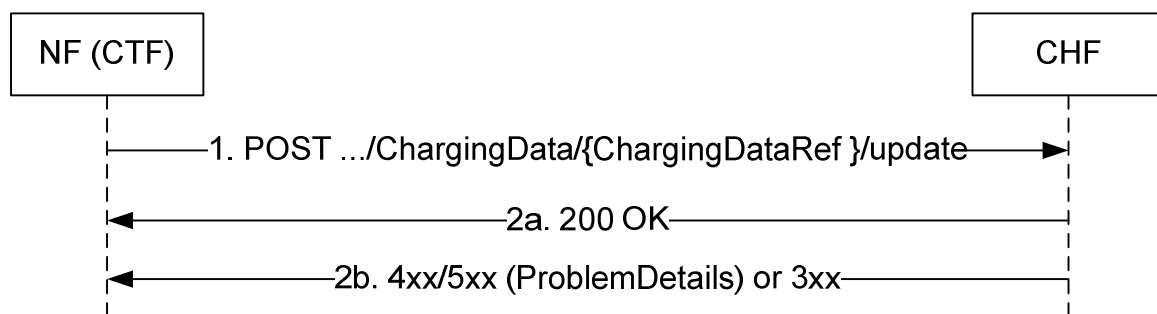 NF (CTF)
CHF
1. POST .../ChargingData/{ChargingDataRef }/update
2a. 200 OK
2b. 4xx/5xx (ProblemDetails) or 3xx